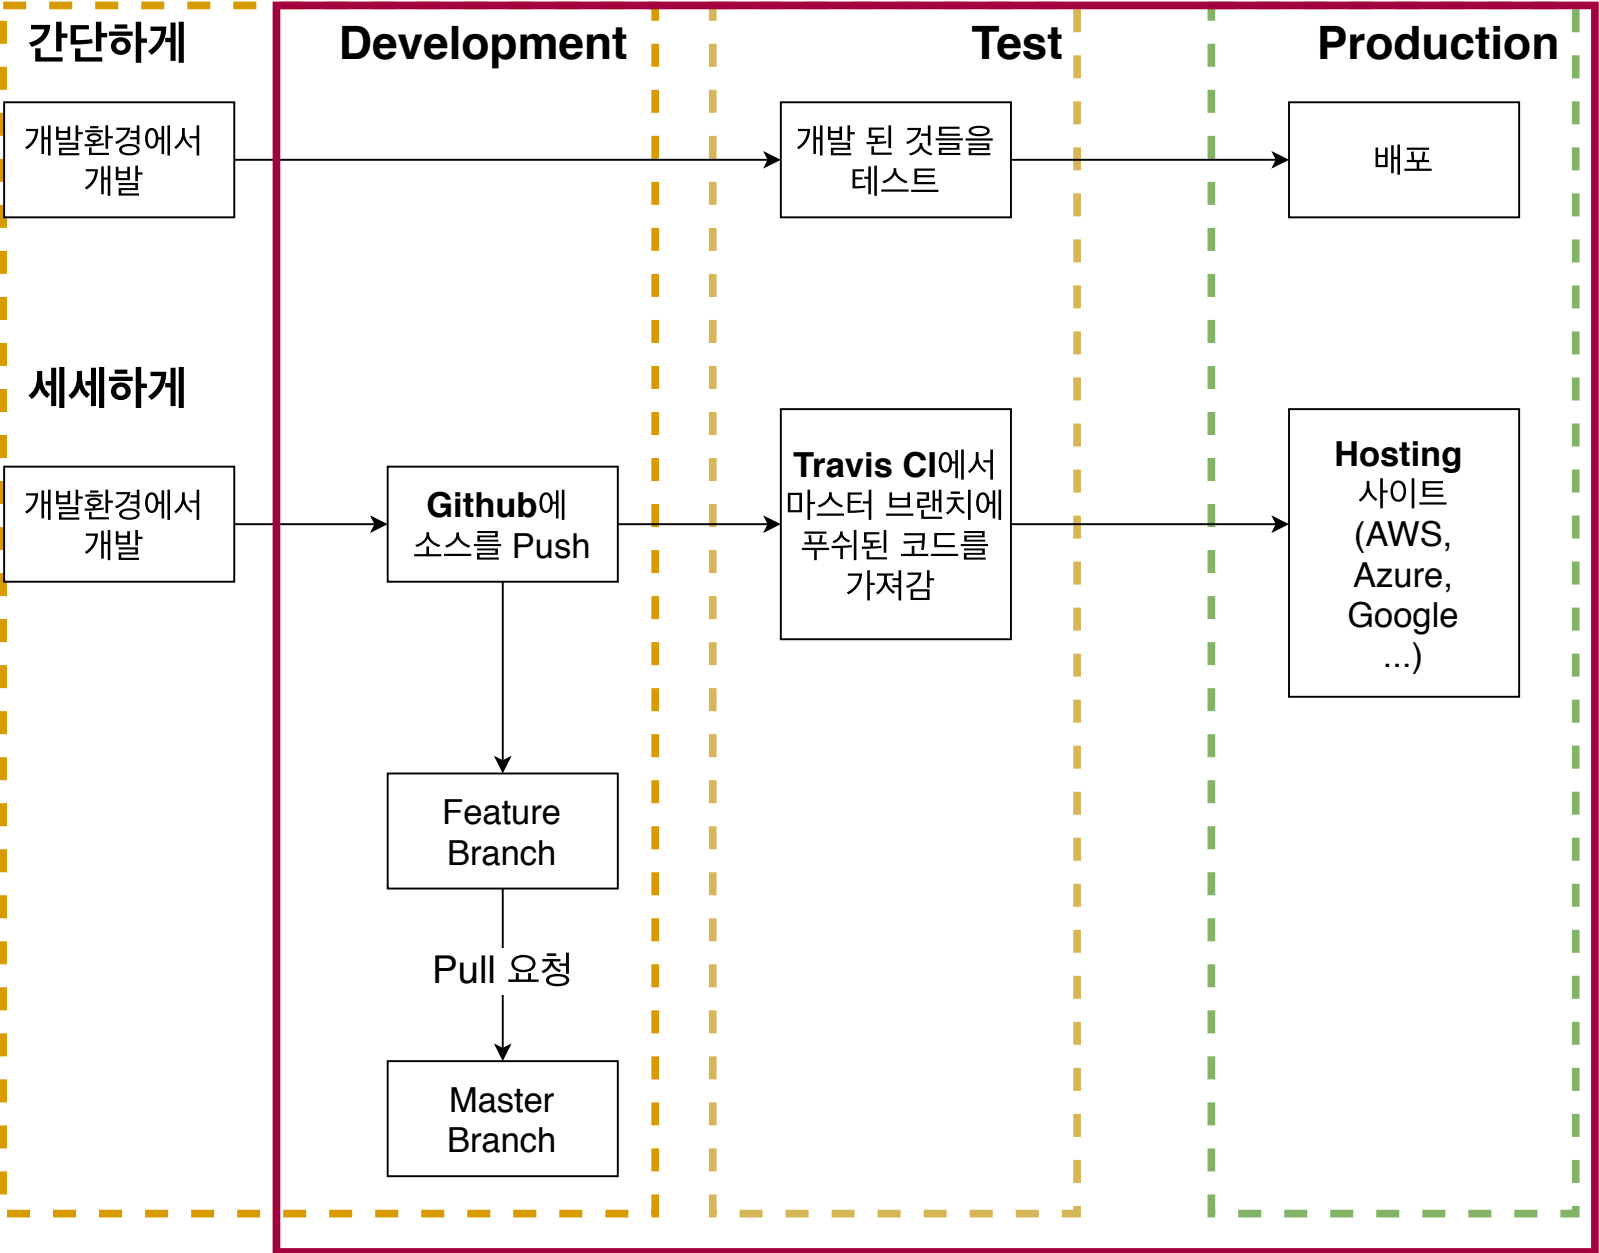 간단하게
Development
Test
Production
개발환경에서
개발
개발 된 것들을
테스트
배포
세세하게
개발환경에서
개발
Github에
소스를 Push
Travis CI에서
마스터 브랜치에
푸쉬된 코드를
가져감
Hosting
사이트
(AWS,
Azure,
Google
...)
Feature
Branch
Pull 요청
Master
Branch